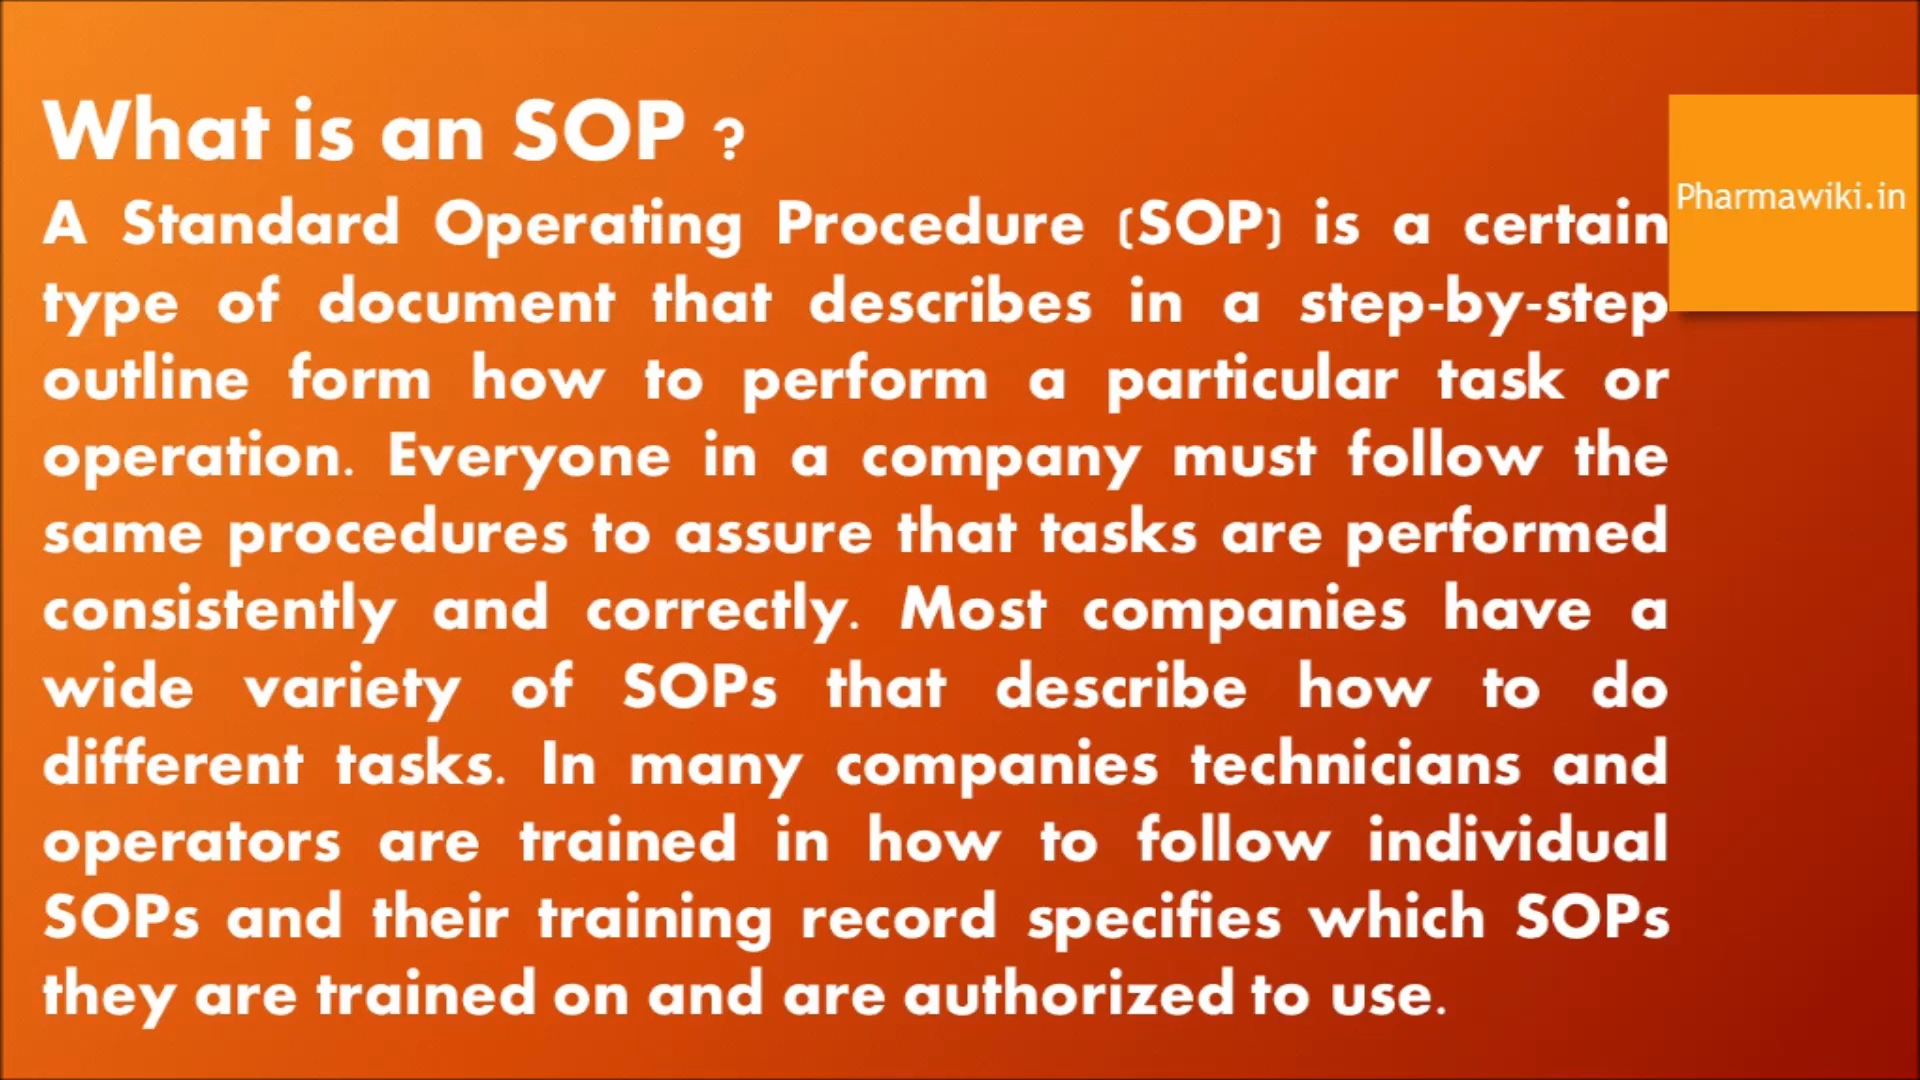 What is an SOP ?
A Standard Operating Procedure (SOP) is a certain
type of document that describes in a step-by-step
outline form how to perform a particular task or
operation. Everyone in a company must follow the
same procedures to assure that tasks are performed
consistently and correctly. Most companies have a
wide variety of SOPs that describe how to do
different tasks. In many companies technicians and
operators are trained in how to follow individual
SOPs and their training record specifies which SOPs
they are trained on and are authorized to use.
Pharmawiki.in